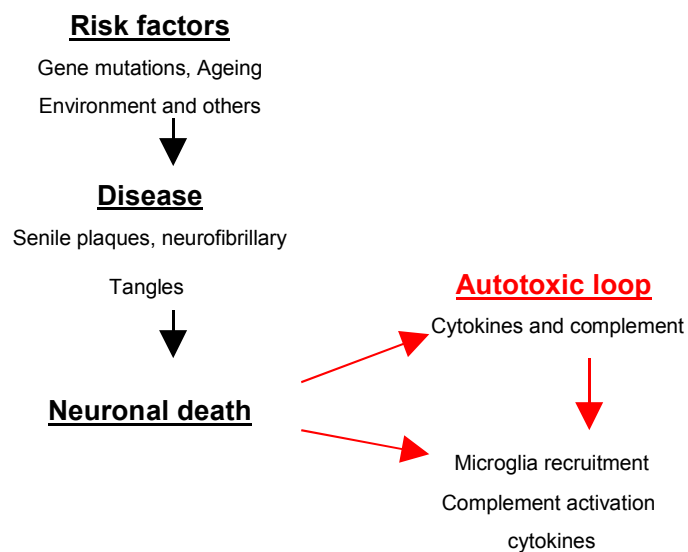 Risk factors
Gene mutations, Ageing
Environment and others
Disease
Senile plaques, neurofibrillary
Tangles
Neuronal death
Autotoxic loop
Cytokines and complement
Microglia recruitment
Complement activation
cytokines